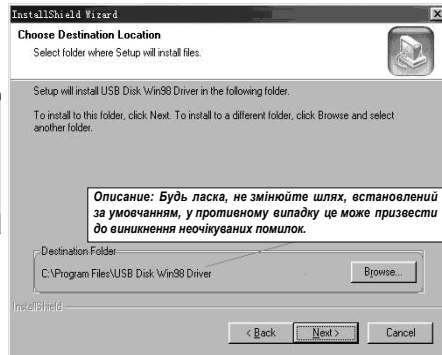 InstallShield Wizard
Choose Destination Location
Select folder where Setup will install files.
Setup will install USB Disk Win98 Driver in the following folder.
To install to this folder, click Next. To install to a different folder, click Browse and select
another folder.
Описание: Будь ласка, не змінюйте шлях, встановлений
за умовчанням, у противному випадку це може призвести
до виникнення неочікуваних помилок.
Destination Folder
C:\Program Files\USB Disk Win98 Driver
Browse...
InstallShield
< Back
Next >
Cancel